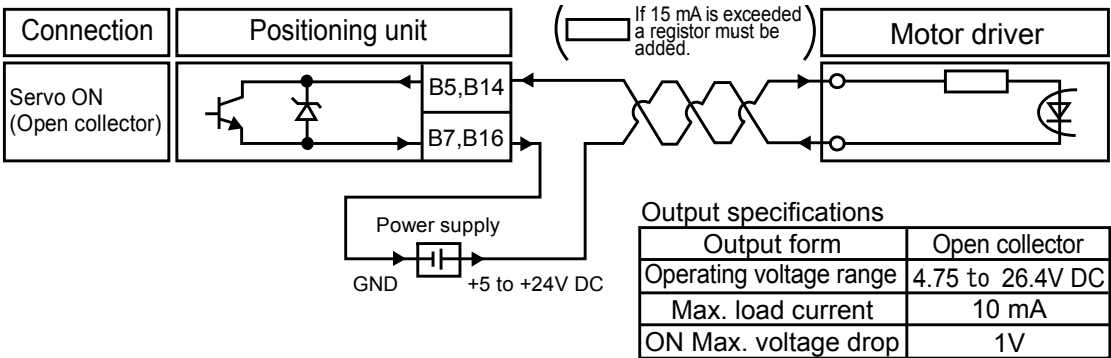 If 15 mA is exceeded
a registor must be
added.
Connection
Positioning unit
Motor driver
Servo ON
(Open collector)
B5,B14
B7,B16
Power supply
GND
+5 to +24V DC
Output specifications
Output form Open collector
Operating voltage range 4.75 to 26.4V DC
Max. load current 10 mA
ON Max. voltage drop 1V